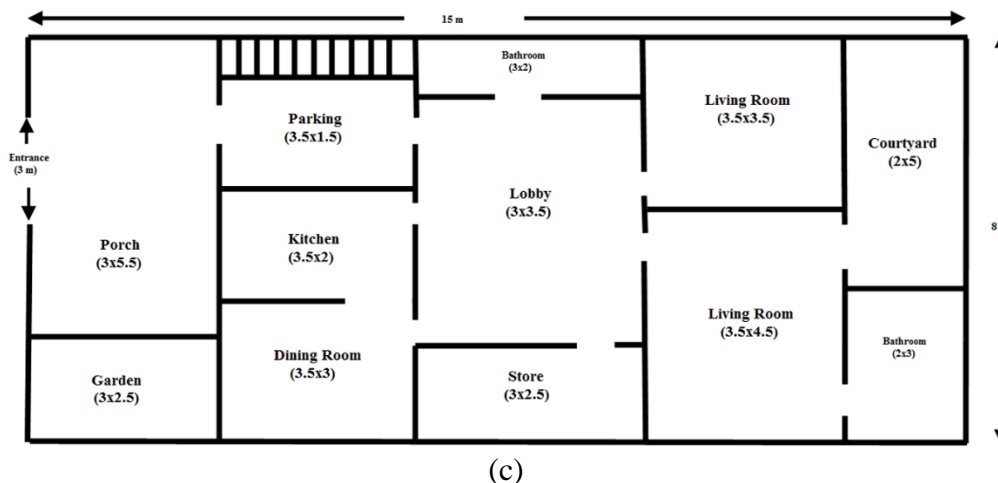 15 m
Bathroom
(3x2)
Living Room
(3.5x3.5)
Parking
(3.5x1.5)
Courtyard
(2x5)
Entrance
(3 m)
Lobby
(3x3.5)
8
Kitchen
(3.5x2)
Porch
(3x5.5)
Living Room
(3.5x4.5)
Bathroom
(2x3)
Dining Room
(3.5x3)
Garden
(3x2.5)
Store
(3x2.5)
(c)